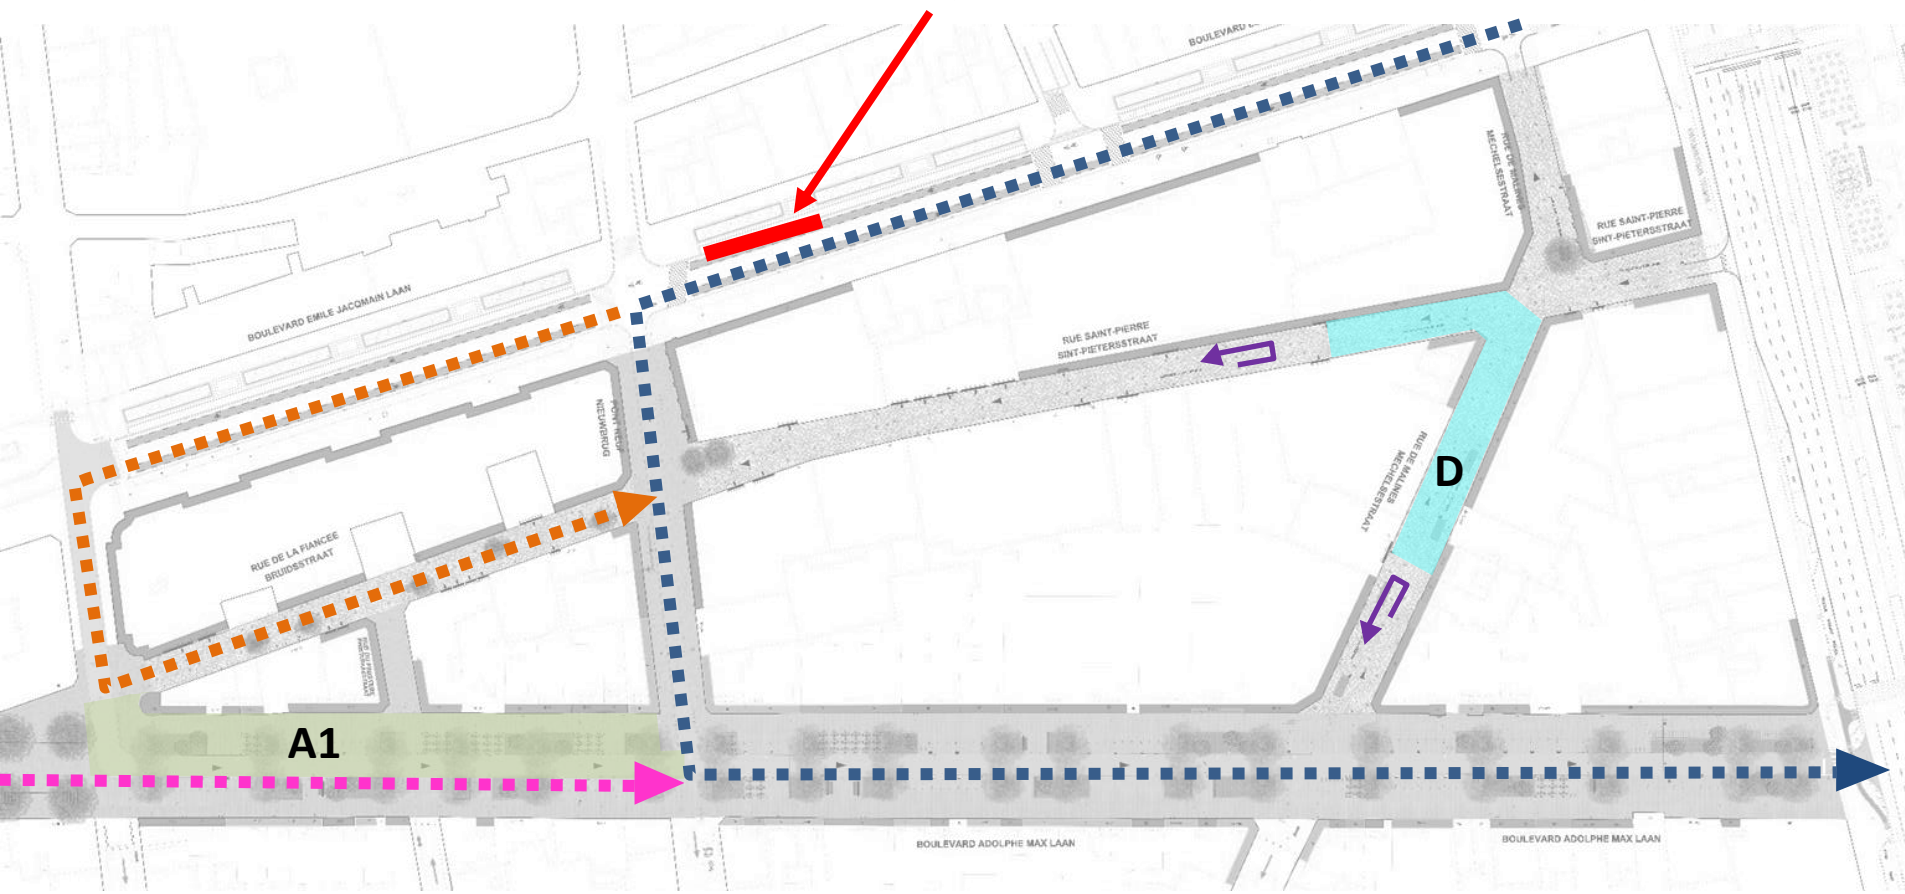 BOULEVARD
RUE DE MALINES
MECHELSESTRAAT
RUE SAINT-PIERRE
SINT-PIETERSSTRAAT
BOULEVARD EMILE JACQMAIN LAAN
RUE SAINT-PIERRE
SINT-PIETERSSTRAAT
PONT NEUF
NIEUWBRUG
RUE DE MALINES
MECHELSESTRAAT
D
RUE DE LA FIANCÉE
BRUIDSSTRAAT
A1
BOULEVARD ADOLPHE MAX LAAN
BOULEVARD ADOLPHE MAX LAAN